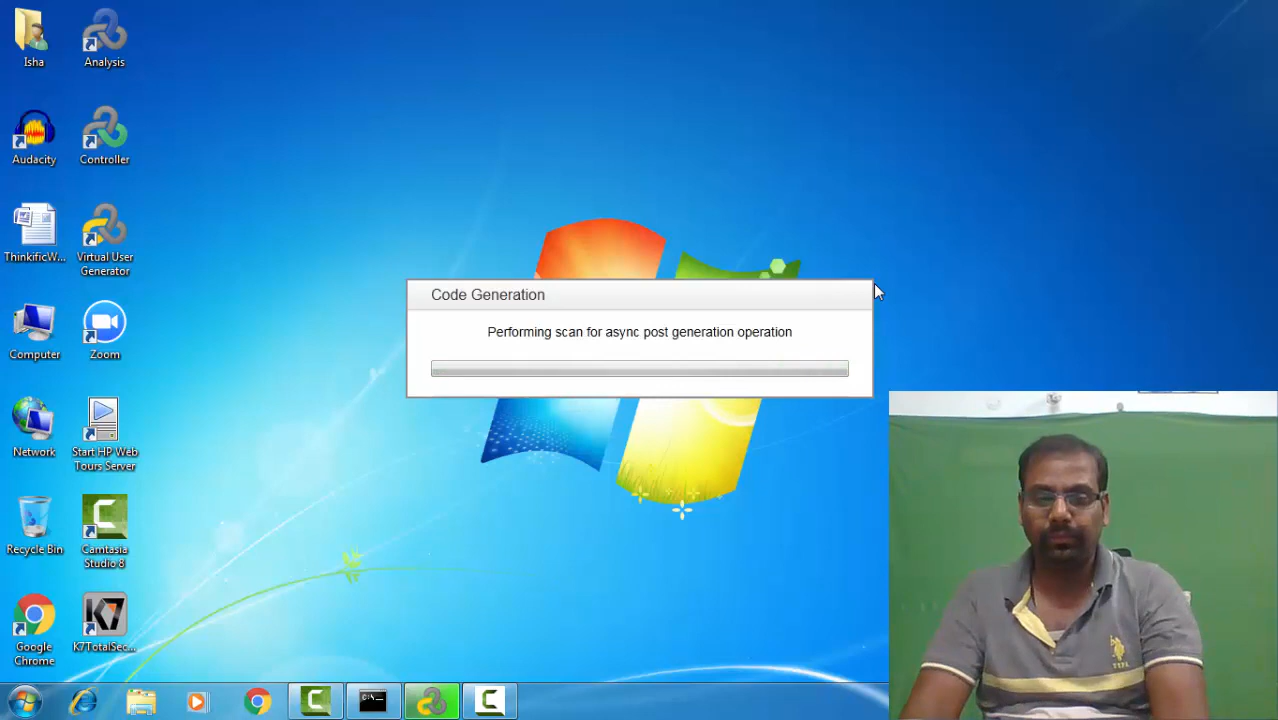 Isha
Analysis
Audacity
Controller
ThinkificW...
Virtual User
Generator
Computer
Zoom
Network
Start HP Web
Tours Server
Recycle Bin
Camtasia
Studio 8
Google
Chrome
K7TotalSec...
Code Generation
Performing scan for async post generation operation